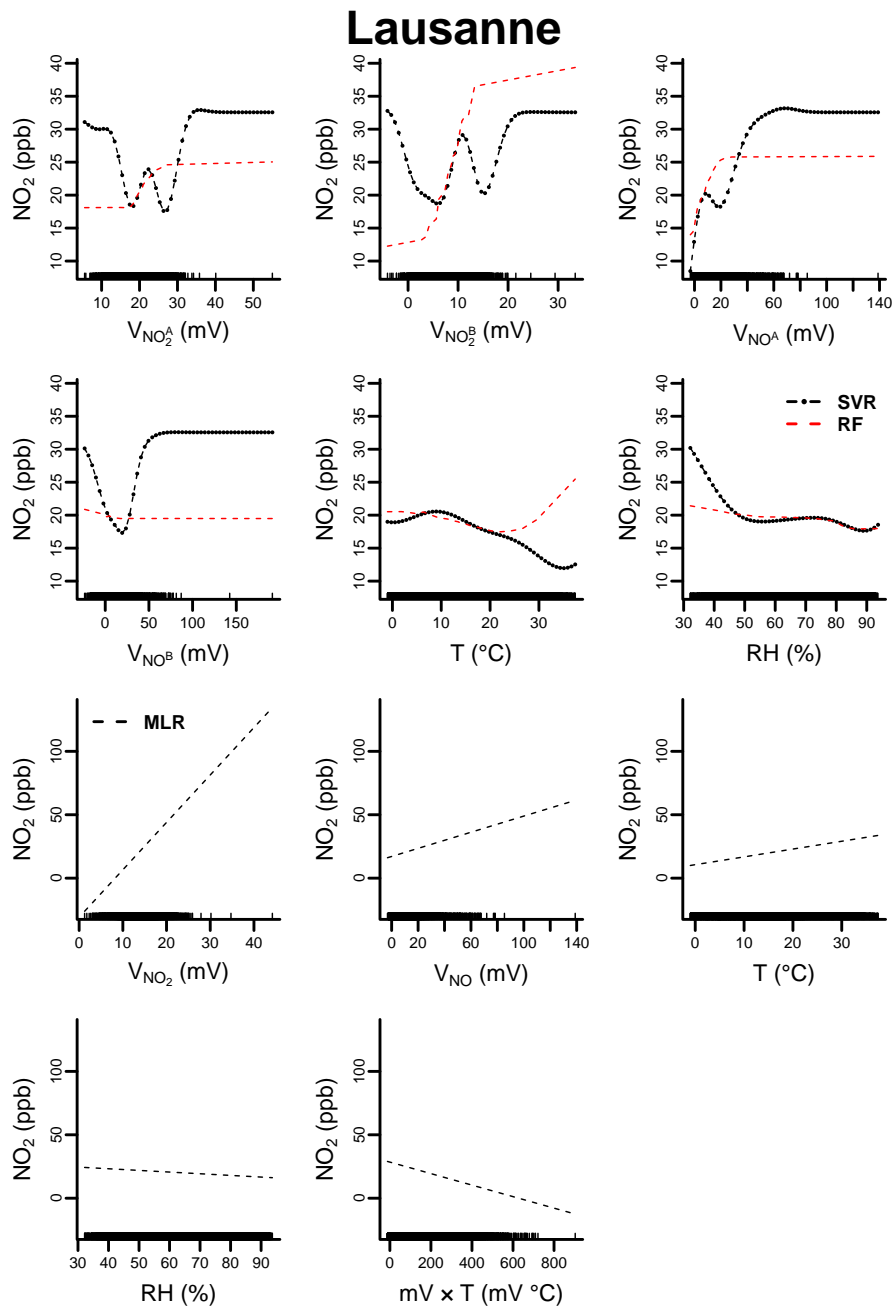 Lausanne
NO₂ (ppb)
10 15 20 25 30 35 40
10 20 30 40 50
V_NO₂ᴬ (mV)
NO₂ (ppb)
10 15 20 25 30 35 40
0 10 20 30
V_NO₂ᴮ (mV)
NO₂ (ppb)
10 15 20 25 30 35 40
0 20 60 100 140
V_NOᴬ (mV)
NO₂ (ppb)
10 15 20 25 30 35 40
0 50 100 150
V_NOᴮ (mV)
NO₂ (ppb)
10 15 20 25 30 35 40
0 10 20 30
T (°C)
SVR
RF
NO₂ (ppb)
10 15 20 25 30 35 40
30 40 50 60 70 80 90
RH (%)
MLR
NO₂ (ppb)
0 50 100
0 10 20 30 40
V_NO₂ (mV)
NO₂ (ppb)
0 50 100
0 20 60 100 140
V_NO (mV)
NO₂ (ppb)
0 50 100
0 10 20 30
T (°C)
NO₂ (ppb)
0 50 100
30 40 50 60 70 80 90
RH (%)
NO₂ (ppb)
0 50 100
0 200 400 600 800
mV × T (mV °C)